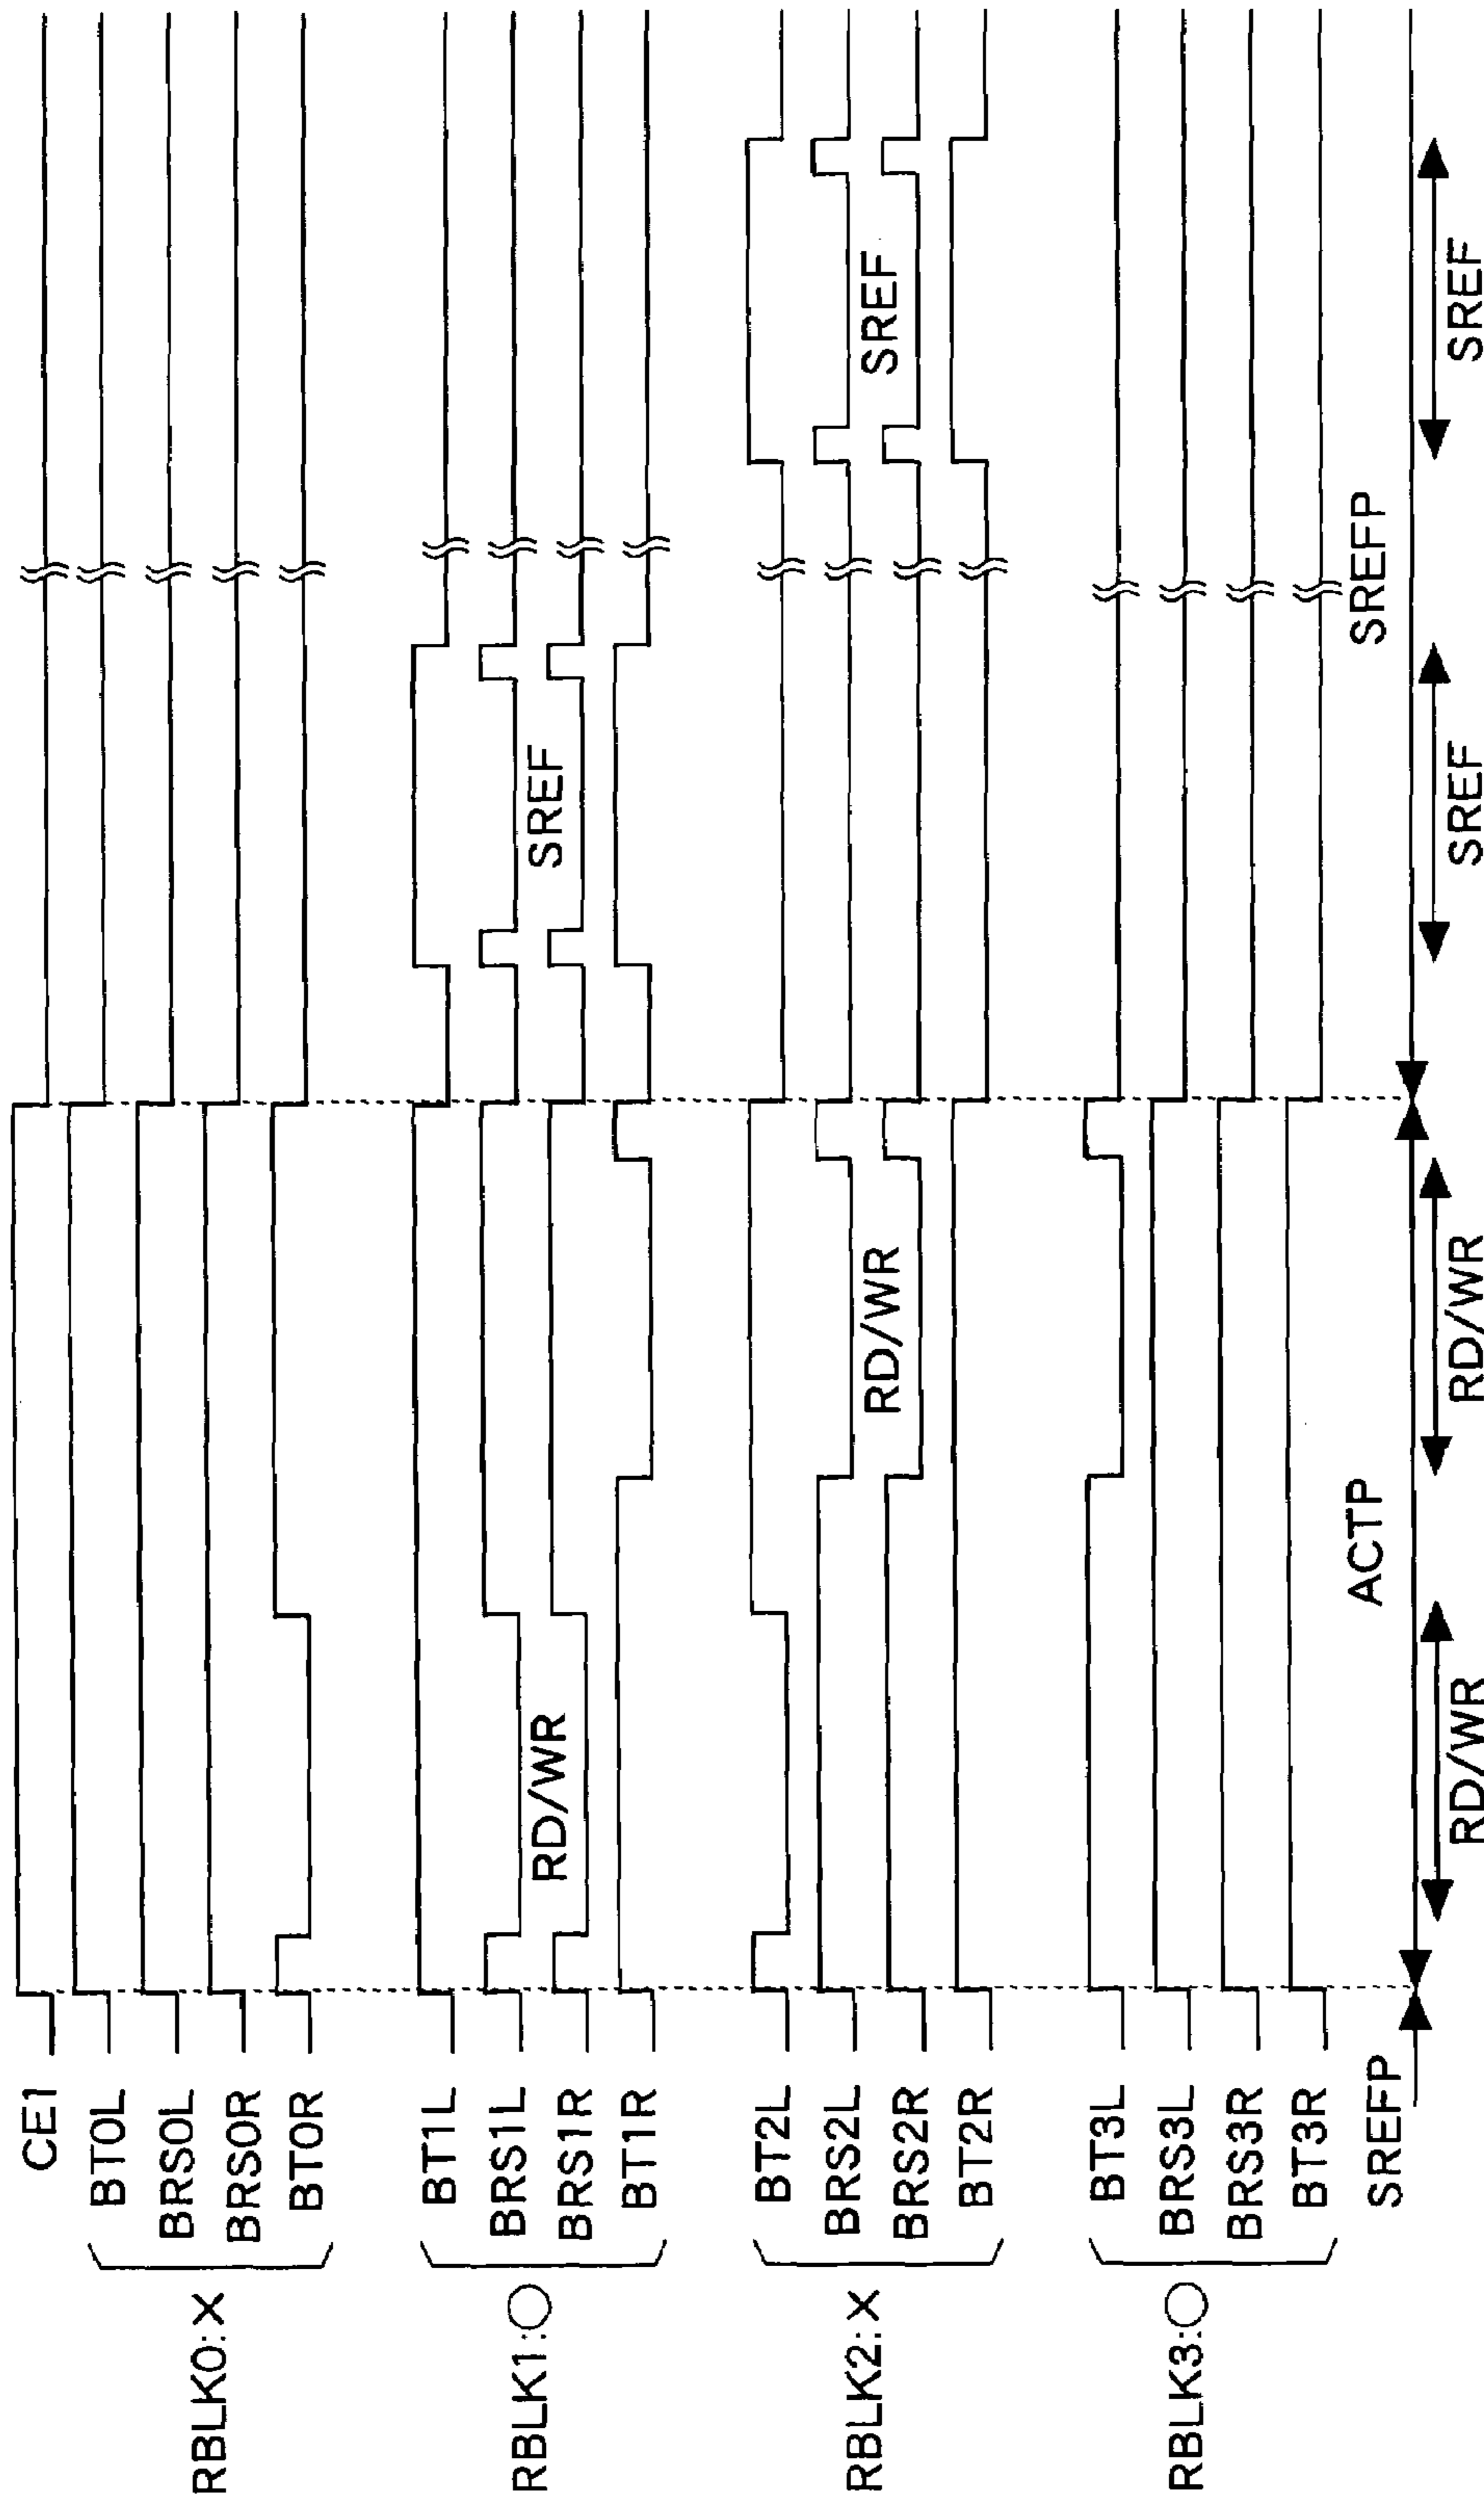 CE1
RBLK0:×
BT0L
BRS0L
BRS0R
BT0R
RBLK1:○
BT1L
BRS1L
BRS1R
BT1R
RD/WR
SREF
RBLK2:×
BT2L
BRS2L
BRS2R
BT2R
RD/WR
SREF
RBLK3:○
BT3L
BRS3L
BRS3R
BT3R
SREFP
ACTP
SREFP
RD/WR
RD/WR
SREF
SREF